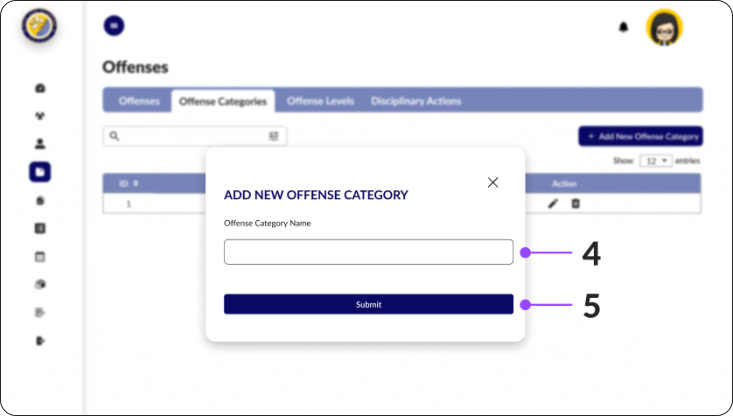 Offenses
Offenses Offense Categories Offense Levels Disciplinary Actions
+ Add New Offense Category
Show 12 entries
ID Action
1
ADD NEW OFFENSE CATEGORY
Offense Category Name
4
Submit
5